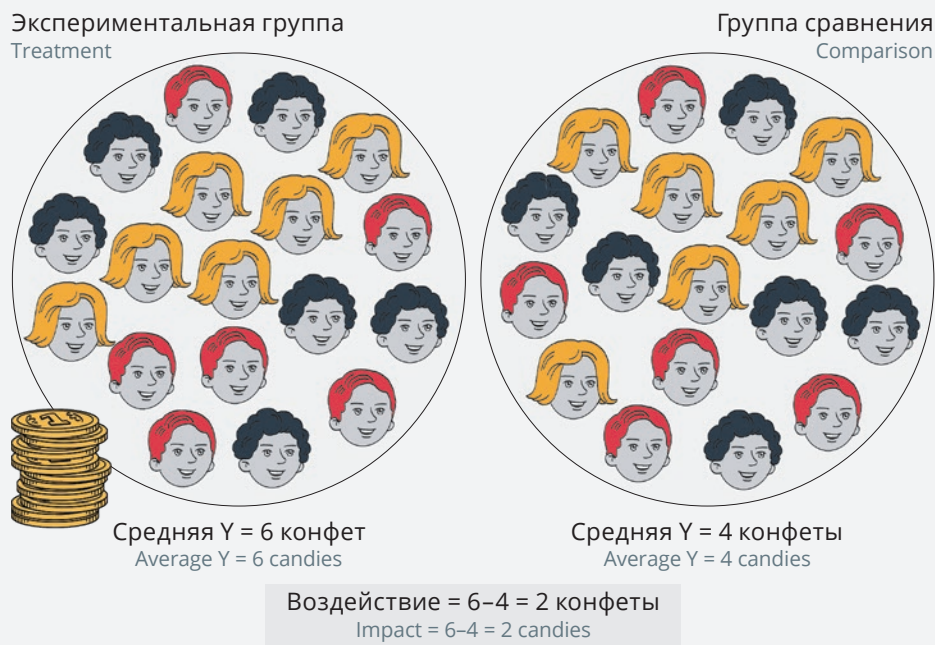 Экспериментальная группа
Treatment
Группа сравнения
Comparison
1
Средняя Y = 6 конфет
Average Y = 6 candies
Средняя Y = 4 конфеты
Average Y = 4 candies
Воздействие = 6–4 = 2 конфеты
Impact = 6–4 = 2 candies